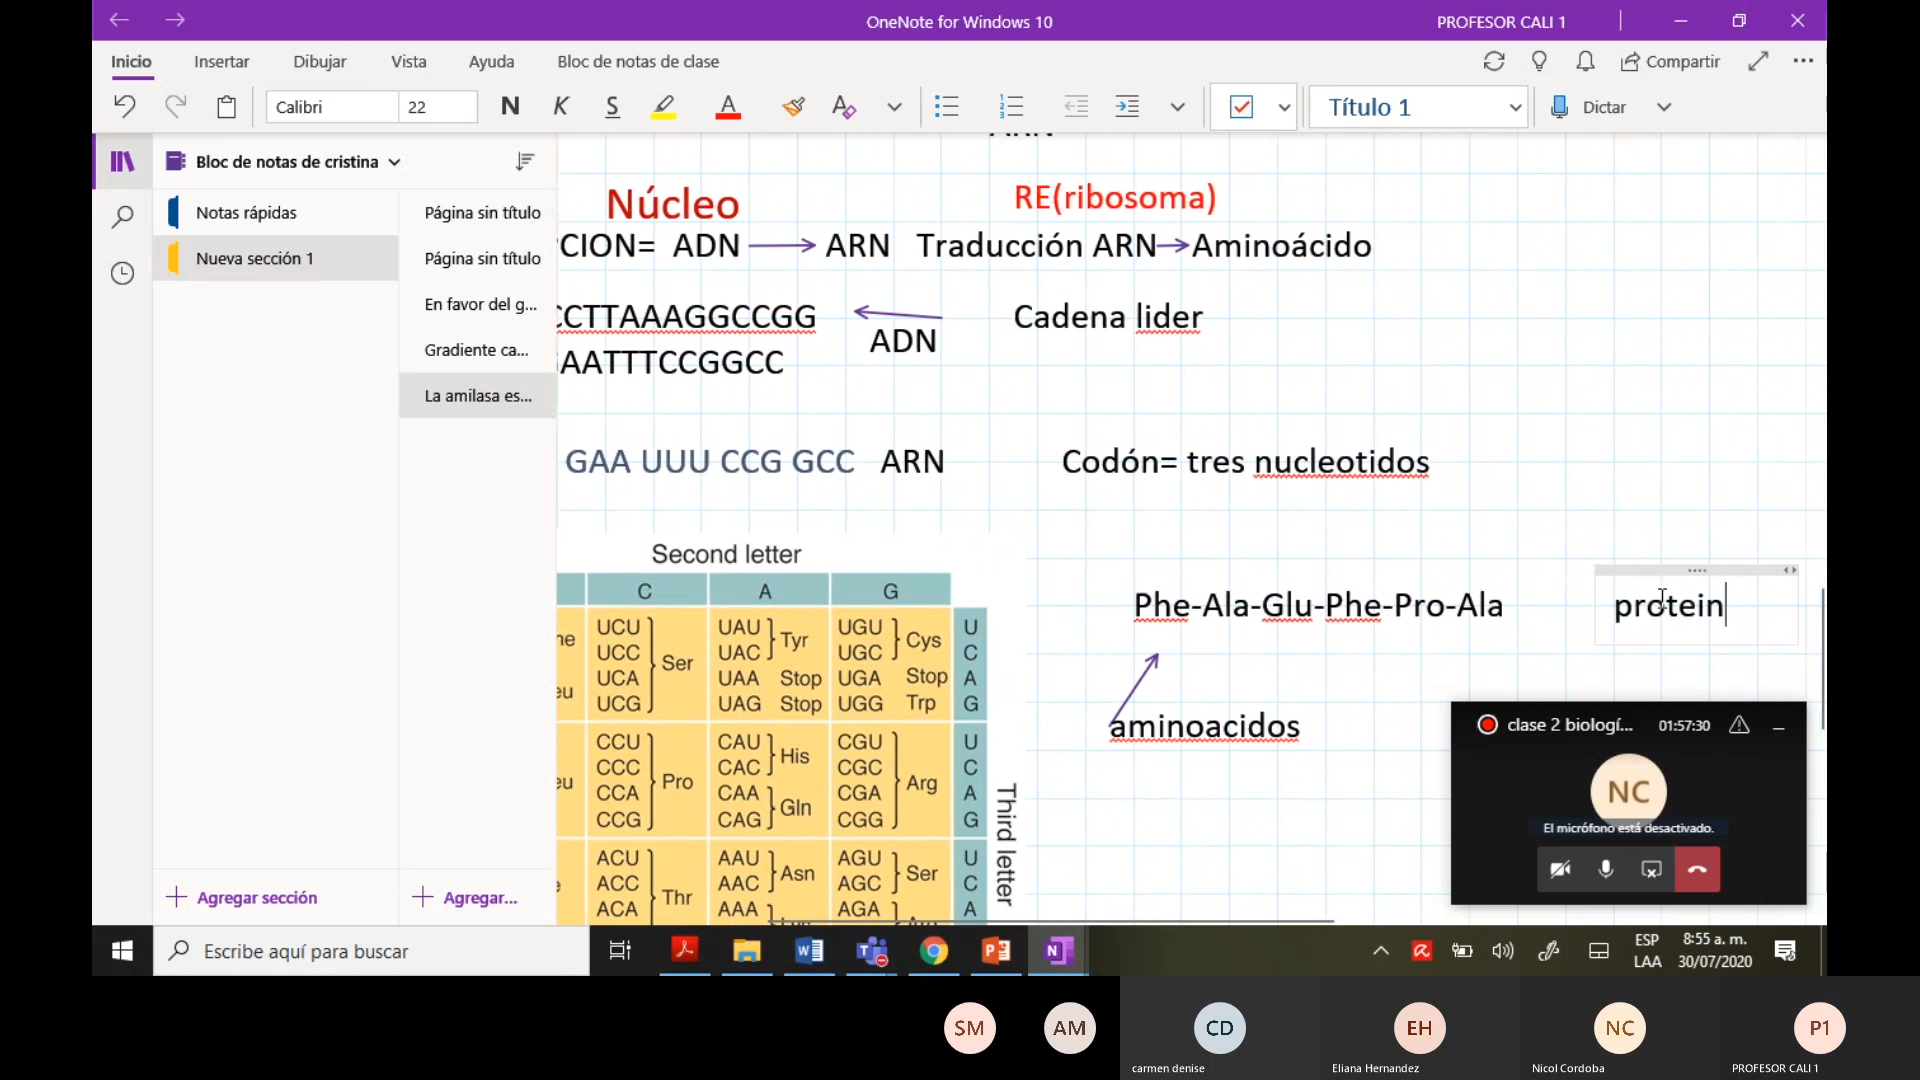 OneNote for Windows 10
PROFESOR CALI 1
Inicio
Insertar
Dibujar
Vista
Ayuda
Bloc de notas de clase
Compartir
Calibri
22
N
K
S
A
A
Título 1
Dictar
Bloc de notas de cristina
Notas rápidas
Nueva sección 1
Página sin título
Página sin título
En favor del g...
Gradiente ca...
La amilasa es...
Agregar sección
Agregar...
Núcleo
RE(ribosoma)
CION= ADN
ARN
Traducción ARN
Aminoácido
CCTTAAAGGCCGG
ADN
Cadena lider
AATTTCCGGCC
GAA UUU CCG GCC
ARN
Codón= tres nucleotidos
Second letter
C
A
G
UCU
UCC
UCA
UCG
Ser
UAU
UAC
Tyr
UAA Stop
UAG Stop
UGU
UGC
Cys
UGA Stop
UGG Trp
U
C
A
G
CCU
CCC
CCA
CCG
Pro
CAU
CAC
His
CAA
CAG
Gln
CGU
CGC
CGA
CGG
Arg
U
C
A
G
ACU
ACC
ACA
Thr
AAU
AAC
Asn
AAA
AGU
AGC
Ser
AGA
U
C
A
Third letter
Phe-Ala-Glu-Phe-Pro-Ala
protein
aminoacidos
clase 2 biologí...
01:57:30
NC
El micrófono está desactivado.
Escribe aquí para buscar
ESP
LAA
8:55 a. m.
30/07/2020
SM
AM
CD
carmen denise
EH
Eliana Hernandez
NC
Nicol Cordoba
P1
PROFESOR CALI 1